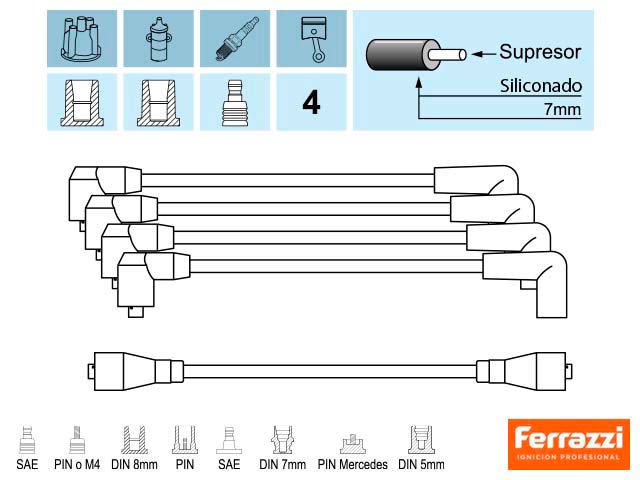 Supresor
Siliconado
4
7mm
SAE PIN o M4 DIN 8mm PIN SAE DIN 7mm PIN Mercedes DIN 5mm
Ferrazzi
IGNICION PROFESIONAL